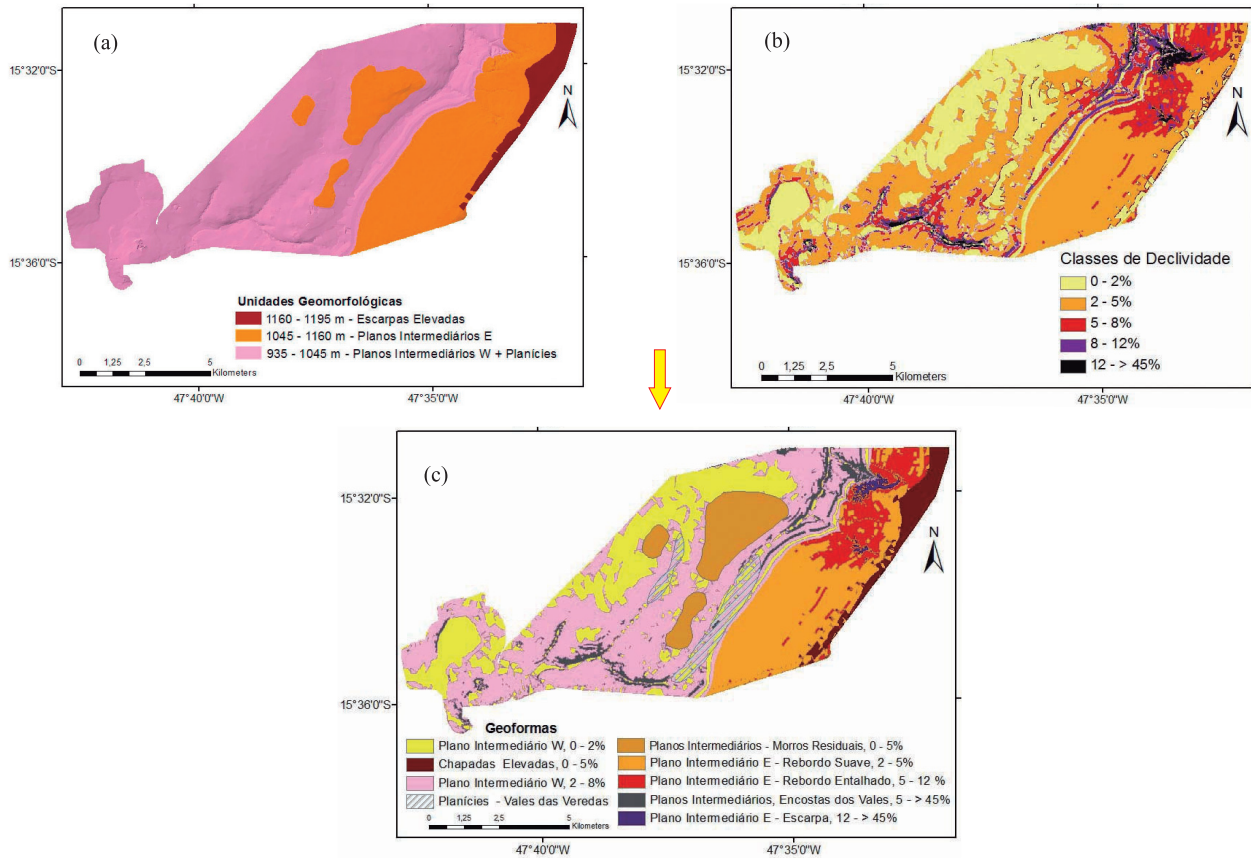 (a)
15°32'0"S
15°36'0"S
N
Unidades Geomorfológicas
1160 - 1195 m - Escarpas Elevadas
1045 - 1160 m - Planos Intermediários E
935 - 1045 m - Planos Intermediários W + Planícies
0 1,25 2,5 5
Kilometers
47°40'0"W 47°35'0"W
(b)
15°32'0"S
15°36'0"S
N
Classes de Declividade
0 - 2%
2 - 5%
5 - 8%
8 - 12%
12 - > 45%
0 1,25 2,5 5
Kilometers
47°40'0"W 47°35'0"W
(c)
15°32'0"S
15°36'0"S
N
Geoformas
Plano Intermediário W, 0 - 2%
Chapadas Elevadas, 0 - 5%
Plano Intermediário W, 2 - 8%
Planícies - Vales das Veredas
Planos Intermediários - Morros Residuais, 0 - 5%
Plano Intermediário E - Rebordo Suave, 2 - 5%
Plano Intermediário E - Rebordo Entalhado, 5 - 12 %
Planos Intermediários, Encostas dos Vales, 5 - > 45%
Plano Intermediário E - Escarpa, 12 - > 45%
0 1,25 2,5 5
Kilometers
47°40'0"W 47°35'0"W